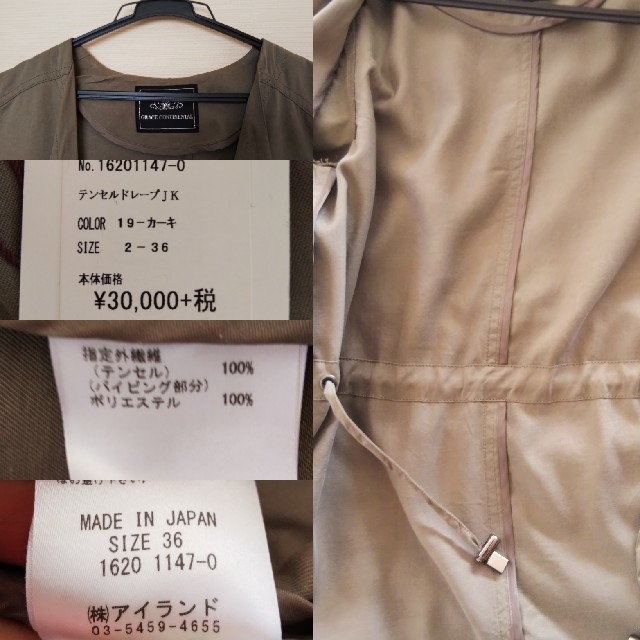 GRACE CONTINENTAL
No.16201147-0
テンセルドレープJK
COLOR 19-カーキ
SIZE 2-36
本体価格
¥30,000+税
指定外繊維
(テンセル) 100%
(パイピング部分)
ポリエステル 100%
MADE IN JAPAN
SIZE 36
1620 1147-0
(株)アイランド
03-5459-4655